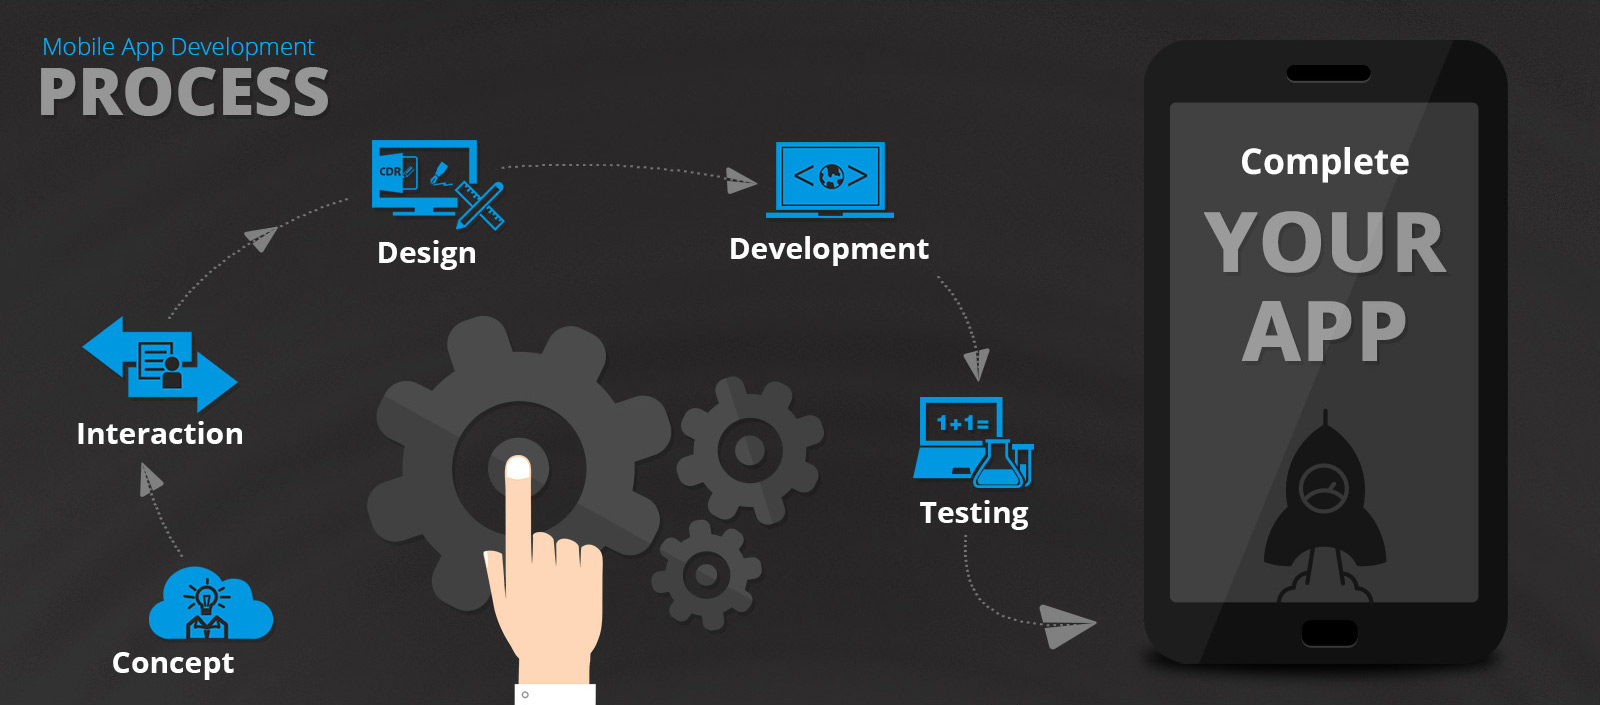 Mobile App Development
PROCESS
CDR
Design
< >
Development
Interaction
1+1=
Testing
Concept
Complete
YOUR
APP